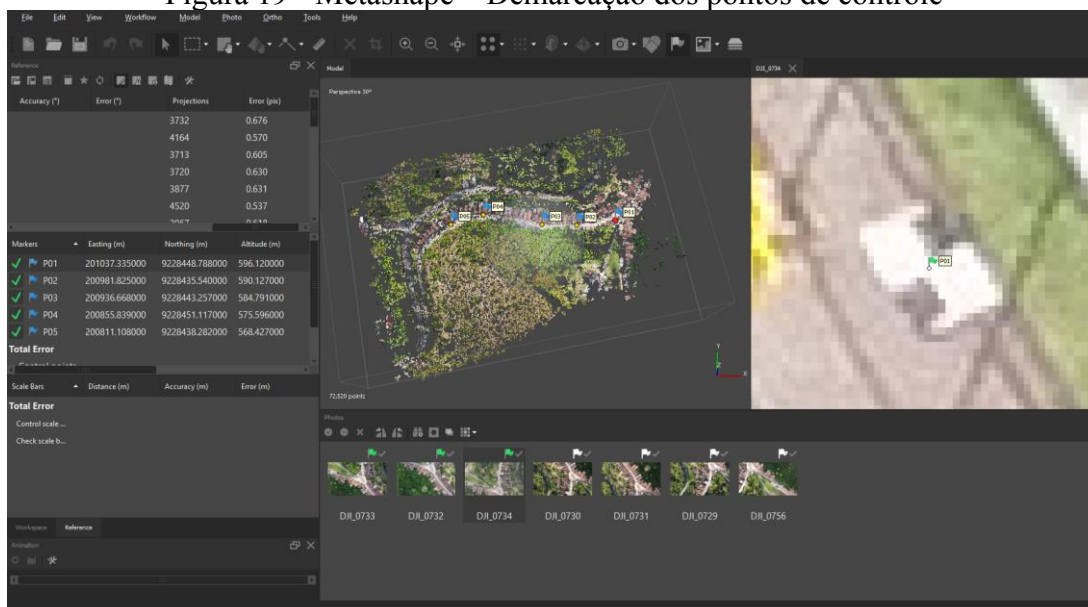 Figura 19 - Metashape – Demarcação dos pontos de controle
File Edit View Workflow Model Photo Ortho Tools Help
Reference
Accuracy (°) Error (°) Projections Error (pix)
3732 0.676
4164 0.570
3713 0.605
3720 0.630
3877 0.631
4520 0.537
Markers Easting (m) Northing (m) Altitude (m)
P01 201037.335000 9228448.788000 596.120000
P02 200981.825000 9228435.540000 590.127000
P03 200936.668000 9228443.257000 584.791000
P04 200855.839000 9228451.117000 575.596000
P05 200811.108000 9228438.282000 568.427000
Total Error
Scale Bars Distance (m) Accuracy (m) Error (m)
Total Error
Control scale ...
Check scale b...
Workspace Reference
Animation
Model
Perspective 30°
P04
P05 P03 P02 P01
Y
Z
X
72,520 points
DJI_0734
P01
Photos
DJI_0733 DJI_0732 DJI_0734 DJI_0730 DJI_0731 DJI_0729 DJI_0756